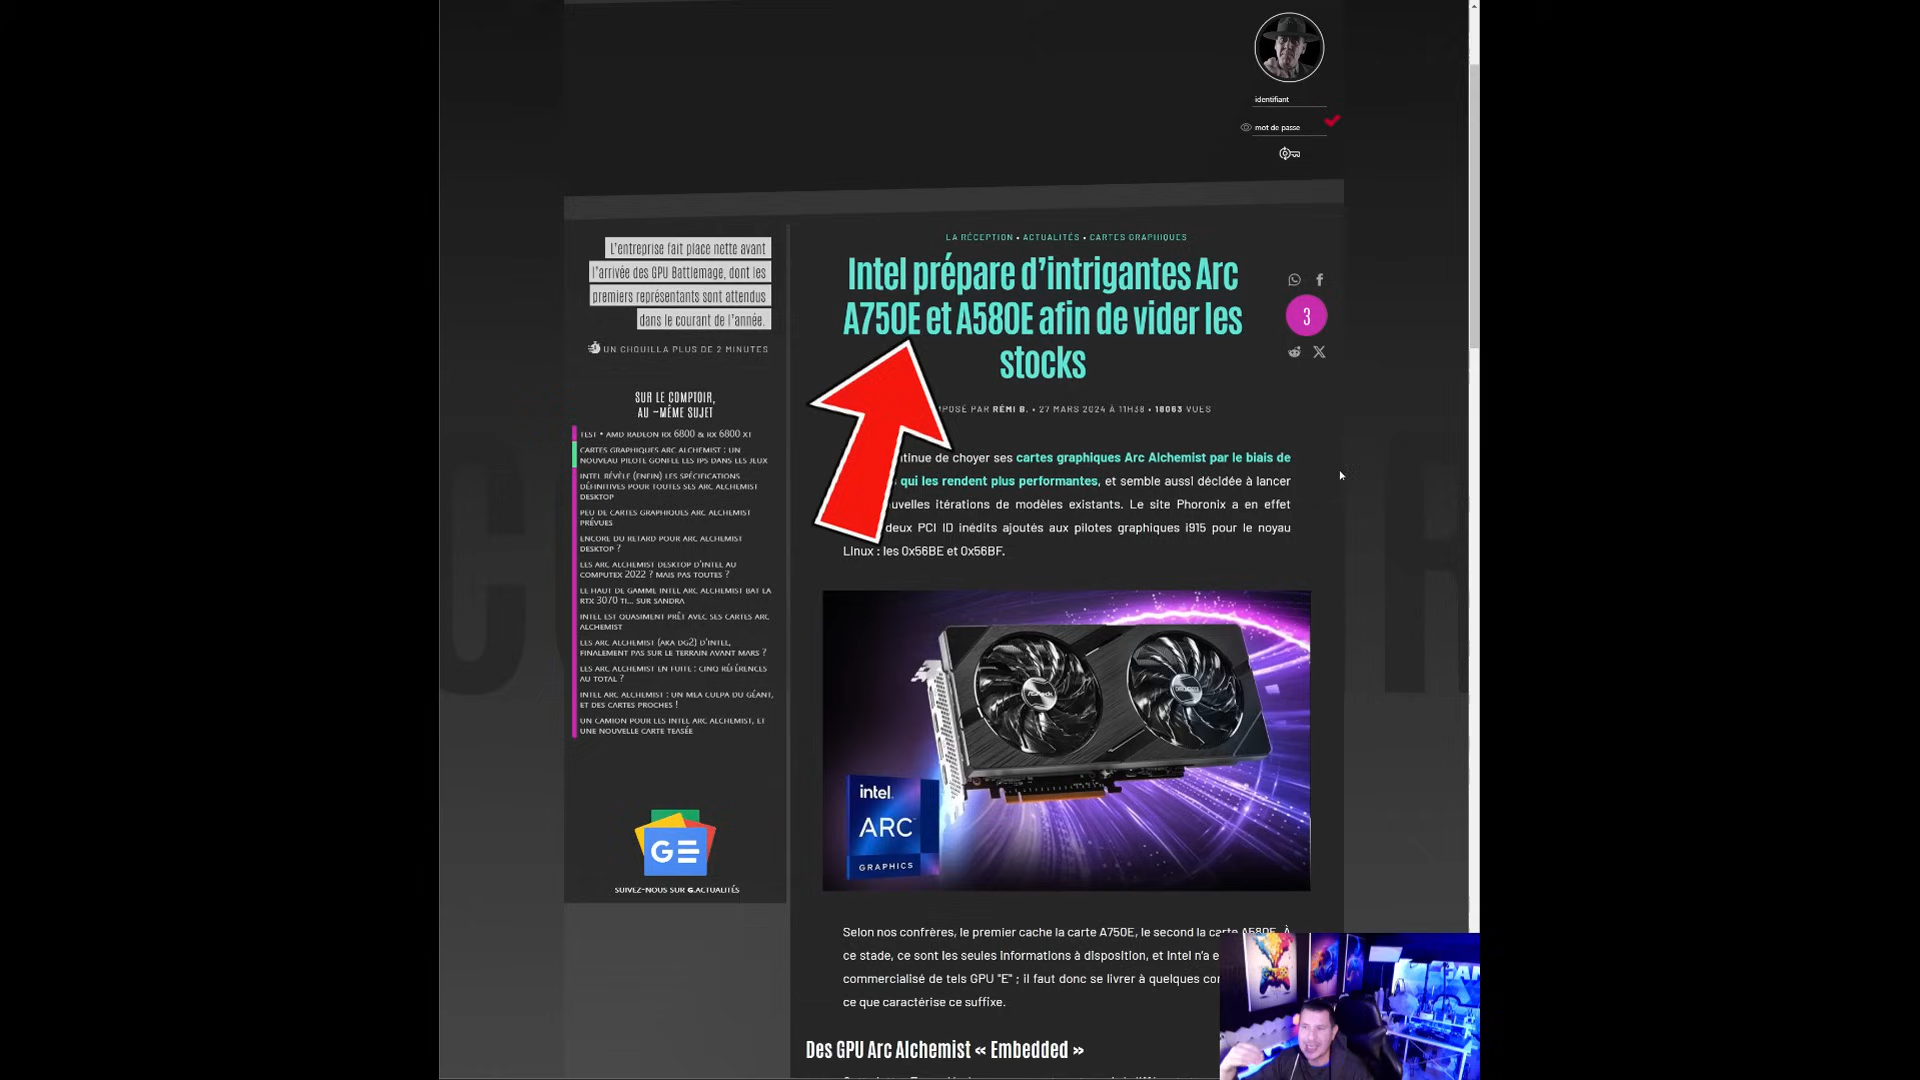 identifiant
mot de passe
LA RÉCEPTION • ACTUALITÉS • CARTES GRAPHIQUES
Intel prépare d'intrigantes Arc
A750E et A580E afin de vider les
stocks
3
RÉMI B. • 27 MARS 2024 À 11H38 • 18063 VUES
L'entreprise fait place nette avant
l'arrivée des GPU Battlemage, dont les
premiers représentants sont attendus
dans le courant de l'année.
UN CHOUILLA PLUS DE 2 MINUTES
SUR LE COMPTOIR,
AU ~MÊME SUJET
TEST • AMD RADEON RX 6800 & RX 6800 XT
CARTES GRAPHIQUES ARC ALCHEMIST : UN
NOUVEAU PILOTE GONFLE LES IPS DANS LES JEUX
INTEL RÉVÈLE (ENFIN) LES SPÉCIFICATIONS
DÉFINITIVES POUR TOUTES SES ARC ALCHEMIST
DESKTOP
PEU DE CARTES GRAPHIQUES ARC ALCHEMIST
PRÉVUES
ENCORE DU RETARD POUR ARC ALCHEMIST
DESKTOP ?
LES ARC ALCHEMIST DESKTOP D'INTEL AU
COMPUTEX 2022 ? MAIS PAS TOUTES ?
LE HAUT DE GAMME INTEL ARC ALCHEMIST BAT LA
RTX 3070 TI... SUR SANDRA
INTEL EST QUASIMENT PRÊT AVEC SES CARTES ARC
ALCHEMIST
LES ARC ALCHEMIST (AKA DG2) D'INTEL,
FINALEMENT PAS SUR LE TERRAIN AVANT MARS ?
LES ARC ALCHEMIST EN FUITE : CINQ RÉFÉRENCES
AU TOTAL ?
INTEL ARC ALCHEMIST : UN MEA CULPA DU GÉANT,
ET DES CARTES PROCHES !
UN CAMION POUR LES INTEL ARC ALCHEMIST, ET
UNE NOUVELLE CARTE TEASÉE
SUIVEZ-NOUS SUR G.ACTUALITÉS
de choyer ses cartes graphiques Arc Alchemist par le biais de
qui les rendent plus performantes, et semble aussi décidée à lancer
itérations de modèles existants. Le site Phoronix a en effet
deux PCI ID inédits ajoutés aux pilotes graphiques i915 pour le noyau
Linux : les 0x56BE et 0x56BF.
intel.
ARC
GRAPHICS
Selon nos confrères, le premier cache la carte A750E, le second la carte A580E. À
ce stade, ce sont les seules informations à disposition, et Intel n'a
commercialisé de tels GPU "E" ; il faut donc se livrer à quelques
ce que caractérise ce suffixe.
Des GPU Arc Alchemist « Embedded »